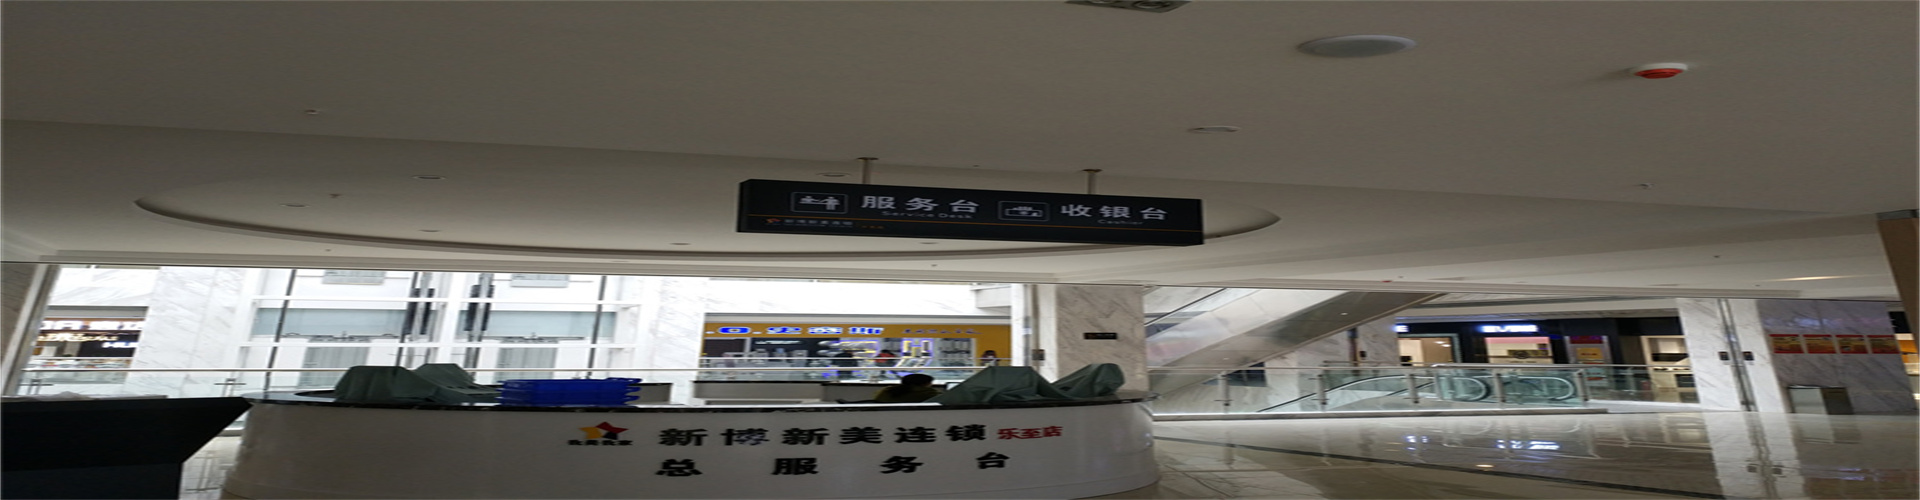 服务台
Service Desk
收银台
Cashier
新博新美连锁 乐至店
总服务台